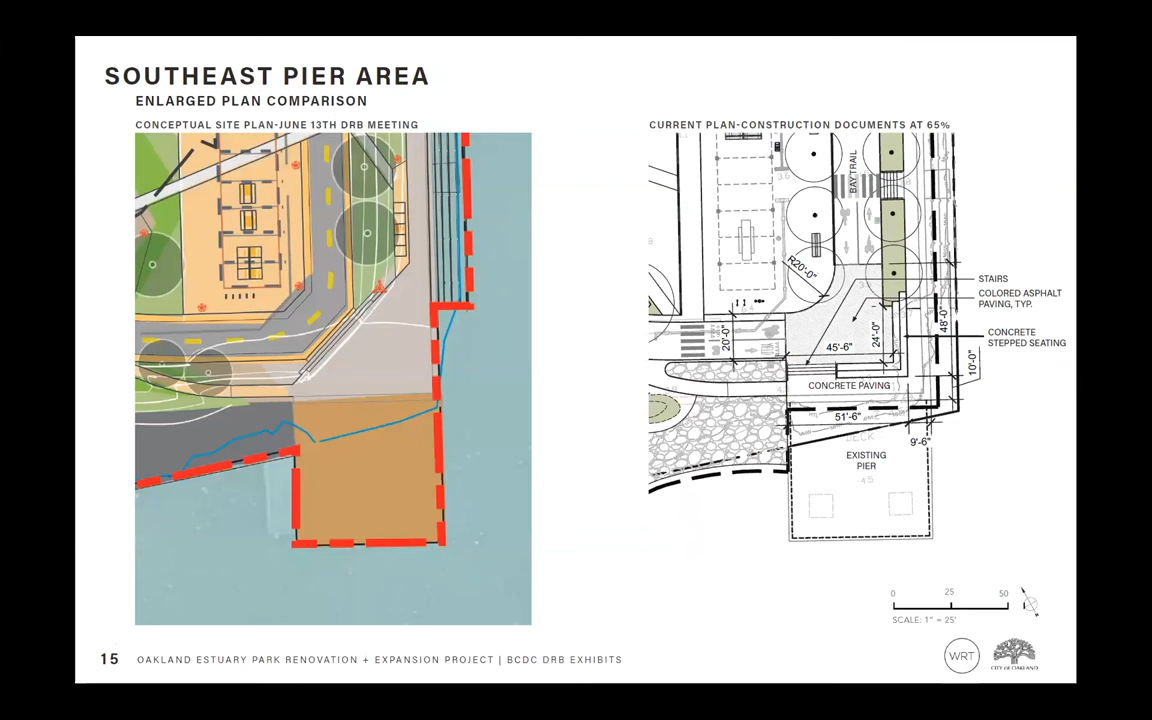 SOUTHEAST PIER AREA
ENLARGED PLAN COMPARISON
CONCEPTUAL SITE PLAN-JUNE 13TH DRB MEETING
CURRENT PLAN-CONSTRUCTION DOCUMENTS AT 65%
BAY TRAIL
R20'-0"
STAIRS
COLORED ASPHALT
PAVING, TYP.
CONCRETE
STEPPED SEATING
20'-0"
24'-0"
48'-0"
45'-6"
10'-0"
CONCRETE PAVING
51'-6"
9'-6"
DECK
EXISTING
PIER
0 25 50
SCALE: 1" = 25'
15 OAKLAND ESTUARY PARK RENOVATION + EXPANSION PROJECT | BCDC DRB EXHIBITS
WRT
CITY OF OAKLAND